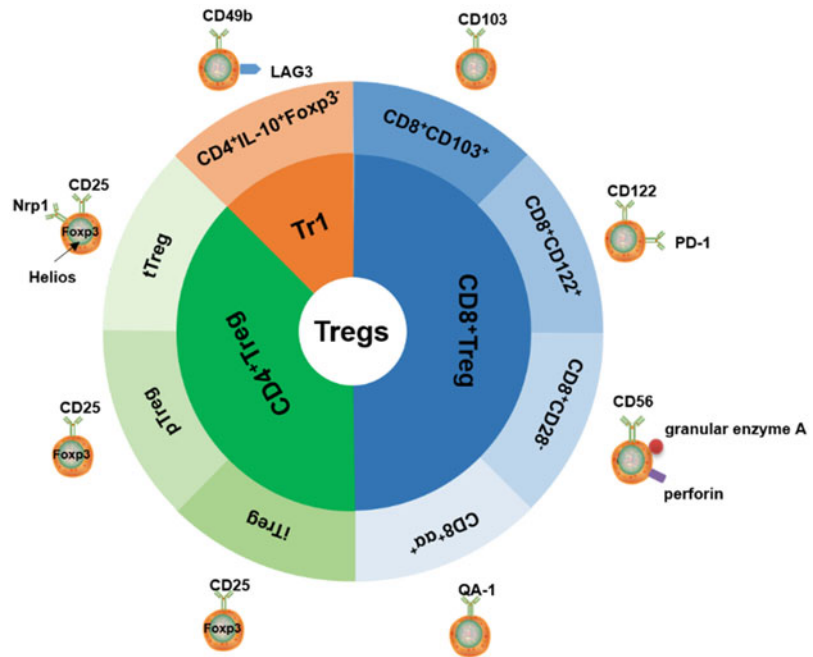 CD49b
CD103
LAG3
CD4⁺IL-10⁺Foxp3⁻
CD8⁺CD103⁺
Tr1
CD25
Nrp1
Foxp3
Helios
tTreg
CD8⁺CD122⁺
CD122
PD-1
CD4⁺Treg
Tregs
CD8⁺Treg
CD25
Foxp3
pTreg
CD8⁺CD28⁻
CD56
granular enzyme A
perforin
iTreg
CD8⁺αα⁺
CD25
Foxp3
QA-1